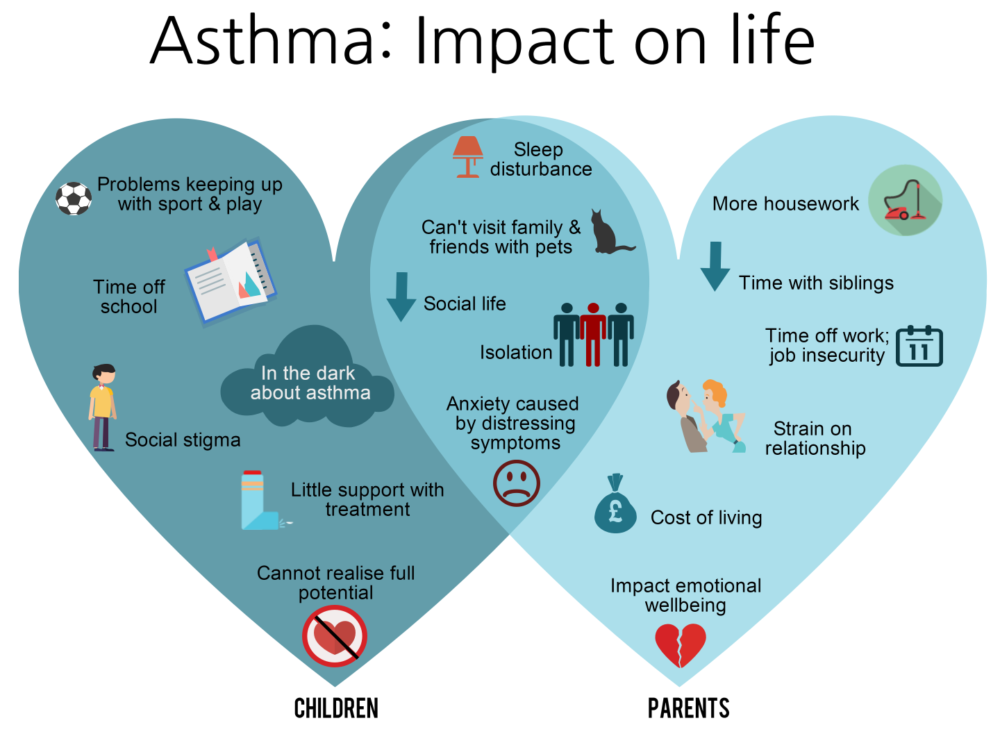 Asthma: Impact on life
Problems keeping up
with sport & play
Time off
school
In the dark
about asthma
Social stigma
Little support with
treatment
Cannot realise full
potential
Sleep
disturbance
Can't visit family &
friends with pets
Social life
Isolation
Anxiety caused
by distressing
symptoms
More housework
Time with siblings
Time off work;
job insecurity
11
Strain on
relationship
£
Cost of living
Impact emotional
wellbeing
CHILDREN
PARENTS